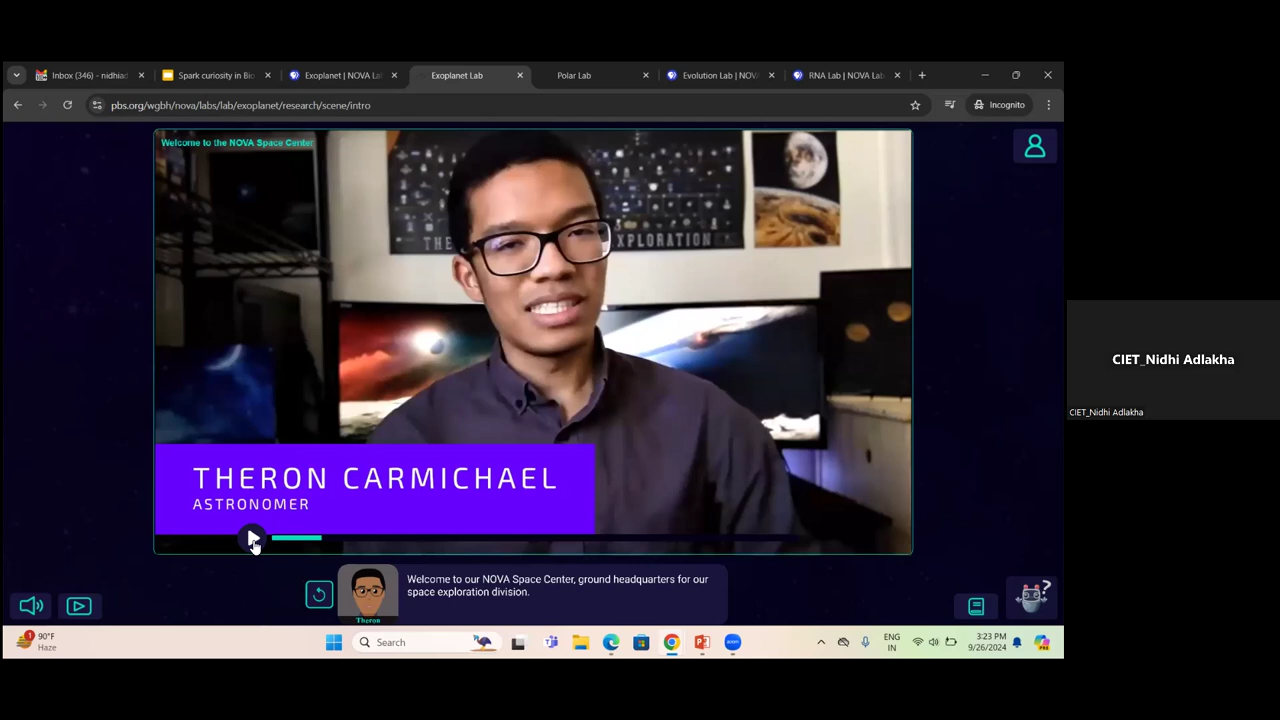 Inbox (346) - nidhiad
Spark curiosity in Bio
Exoplanet | NOVA La
Exoplanet Lab
Polar Lab
Evolution Lab | NOV
RNA Lab | NOVA Lab
pbs.org/wgbh/nova/labs/lab/exoplanet/research/scene/intro
Incognito
Welcome to the NOVA Space Center
THE
EXPLORATION
THERON CARMICHAEL
ASTRONOMER
CIET_Nidhi Adlakha
CIET_Nidhi Adlakha
Welcome to our NOVA Space Center, ground headquarters for our
space exploration division.
Theron
?
1
90°F
Haze
Search
ENG
IN
3:23 PM
9/26/2024